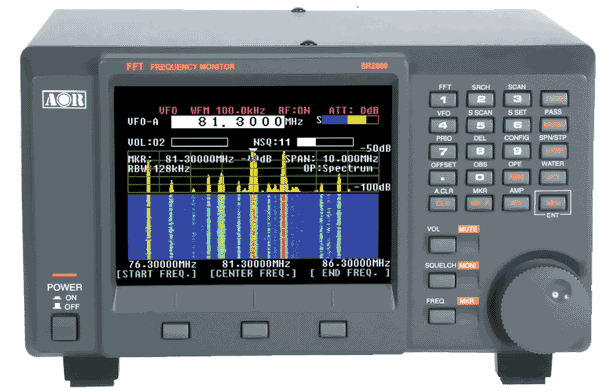 FFT FREQUENCY MONITOR SR2000
AOR
VFO WFM 100.0kHz RF:ON ATT: 0dB
VFO-A 81.3000MHz S
VOL:02 NSQ:11 -50dB
MKR: 81.30000MHz dB SPAN: 10.000MHz
RBW:128kHz OP:Spectrum
-100dB
76.30000MHz 81.30000MHz 86.30000MHz
[START FREQ.] [CENTER FREQ.] [ END FREQ. ]
POWER
ON
OFF
FFT SRCH SCAN
1 2 3
VFO S SCAN S SET PASS
4 5 6
PRIO DEL CONFIG SPN/STP
7 8 9
OFFSET OBS OPE WATER
. 0
A.CLR MKR AMP
CLR
ENT
VOL MUTE
SQUELCH MONI
FREQ MKR